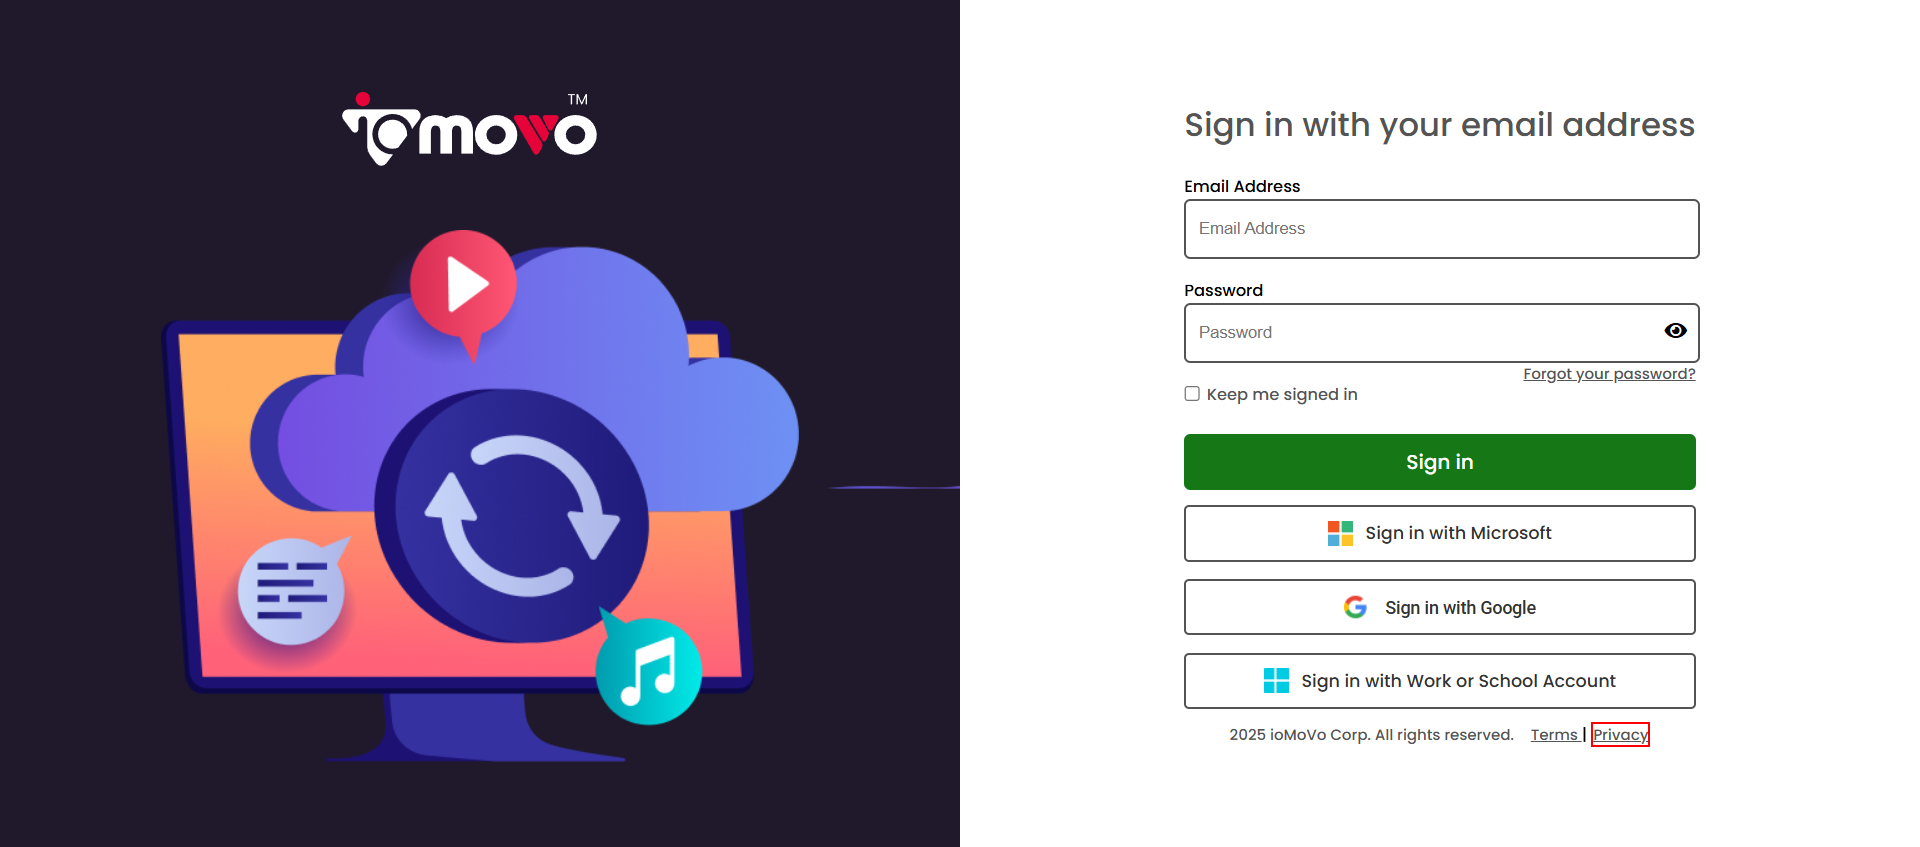 iomovo TM
Sign in with your email address
Email Address
Email Address
Password
Password
Forgot your password?
Keep me signed in
Sign in
Sign in with Microsoft
Sign in with Google
Sign in with Work or School Account
2025 ioMoVo Corp. All rights reserved. Terms | Privacy